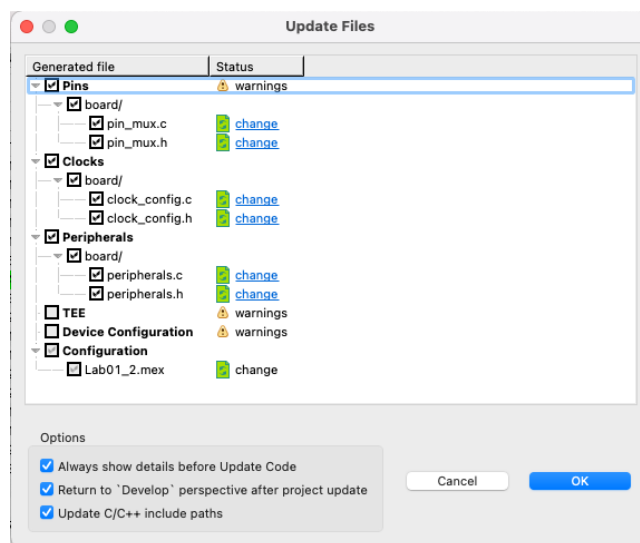 Update Files
Generated file Status
Pins warnings
board/
pin_mux.c change
pin_mux.h change
Clocks
board/
clock_config.c change
clock_config.h change
Peripherals
board/
peripherals.c change
peripherals.h change
TEE warnings
Device Configuration warnings
Configuration
Lab01_2.mex change
Options
Always show details before Update Code
Return to `Develop` perspective after project update
Update C/C++ include paths
Cancel OK